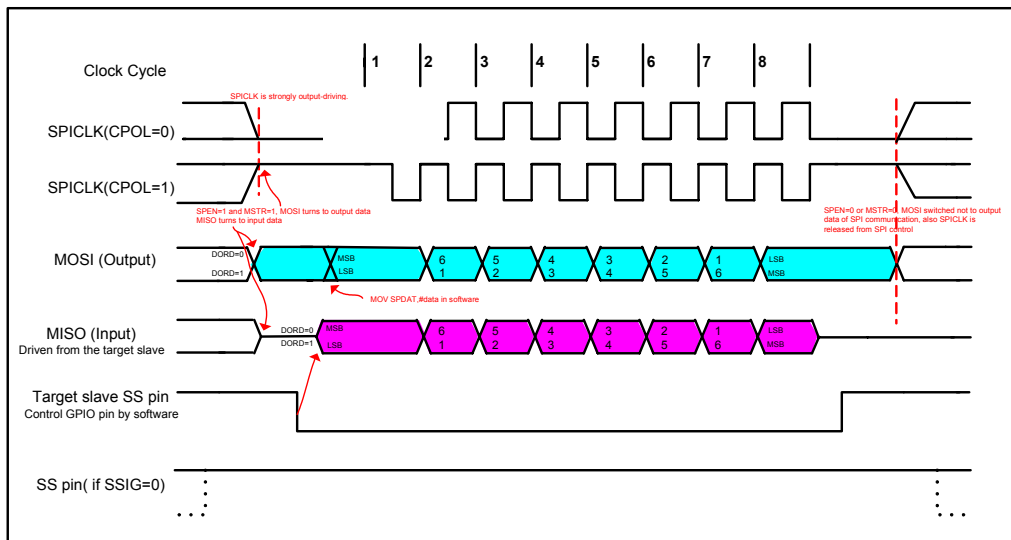 Clock Cycle
1 2 3 4 5 6 7 8
SPICLK is strongly output-driving.
SPICLK(CPOL=0)
SPICLK(CPOL=1)
SPEN=1 and MSTR=1, MOSI turns to output data
MISO turns to input data
SPEN=0 or MSTR=0, MOSI switched not to output
data of SPI communication, also SPICLK is
released from SPI control
MOSI (Output)
DORD=0 MSB 6 5 4 3 2 1 LSB
DORD=1 LSB 1 2 3 4 5 6 MSB
MOV SPDAT,#data in software
MISO (Input)
Driven from the target slave
DORD=0 MSB 6 5 4 3 2 1 LSB
DORD=1 LSB 1 2 3 4 5 6 MSB
Target slave SS pin
Control GPIO pin by software
SS pin( if SSIG=0)